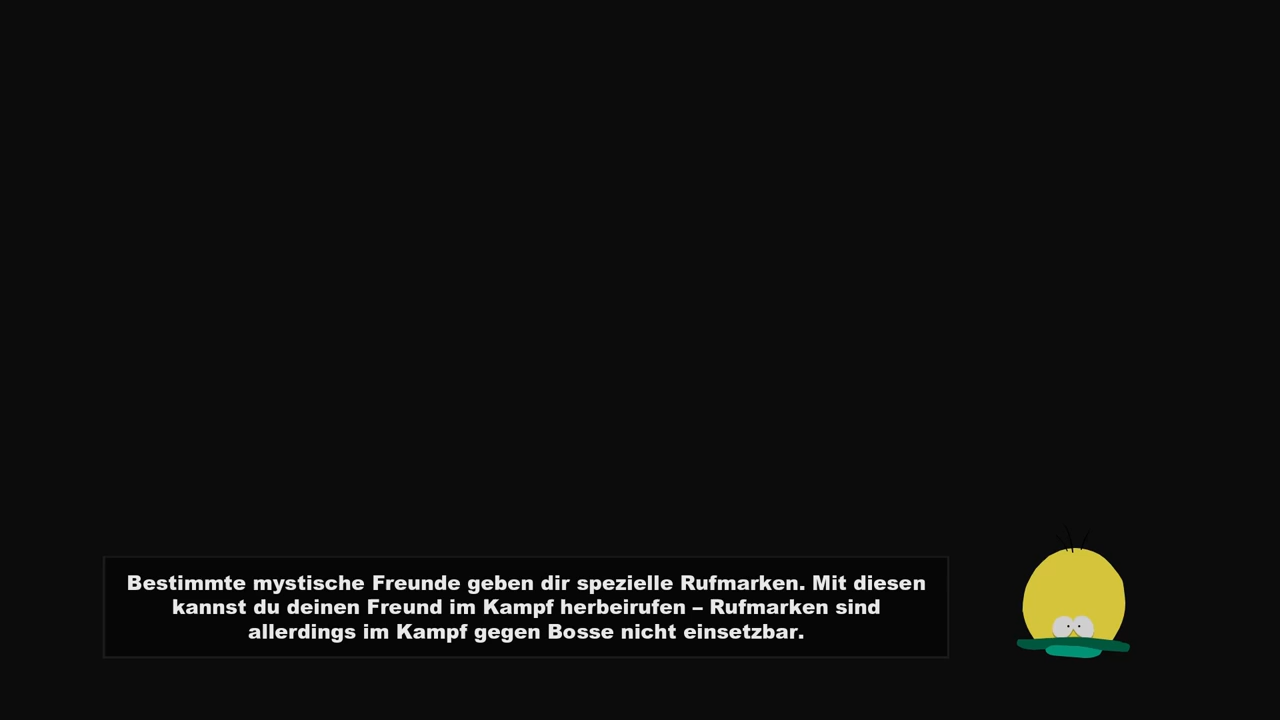 Bestimmte mystische Freunde geben dir spezielle Rufmarken. Mit diesen
kannst du deinen Freund im Kampf herbeirufen – Rufmarken sind
allerdings im Kampf gegen Bosse nicht einsetzbar.